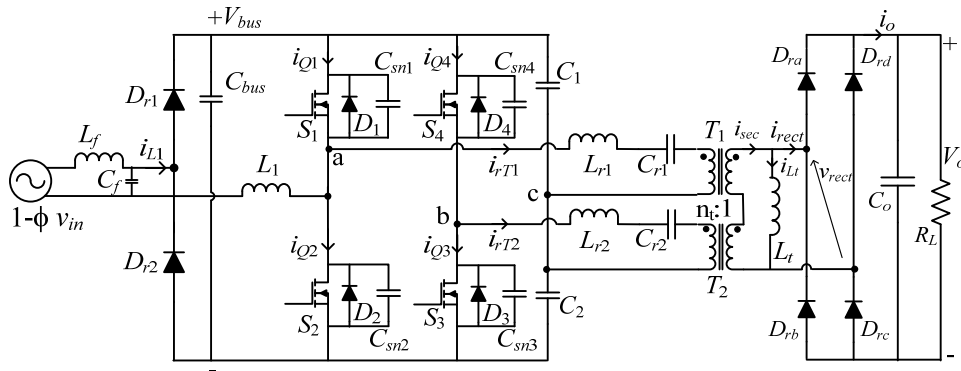 +V_bus
i_o
+
i_Q1
C_sn1
i_Q4
C_sn4
C_1
D_ra
D_rd
D_r1
C_bus
S_1
D_1
S_4
D_4
T_1
i_sec
i_rect
L_f
i_L1
a
i_rT1
L_r1
C_r1
i_Lt
v_rect
V_o
C_f
L_1
c
C_o
1-ϕ v_in
b
n_t:1
R_L
i_Q2
i_Q3
i_rT2
L_r2
C_r2
L_t
D_r2
T_2
S_2
D_2
C_sn2
S_3
D_3
C_sn3
C_2
D_rb
D_rc
-
-